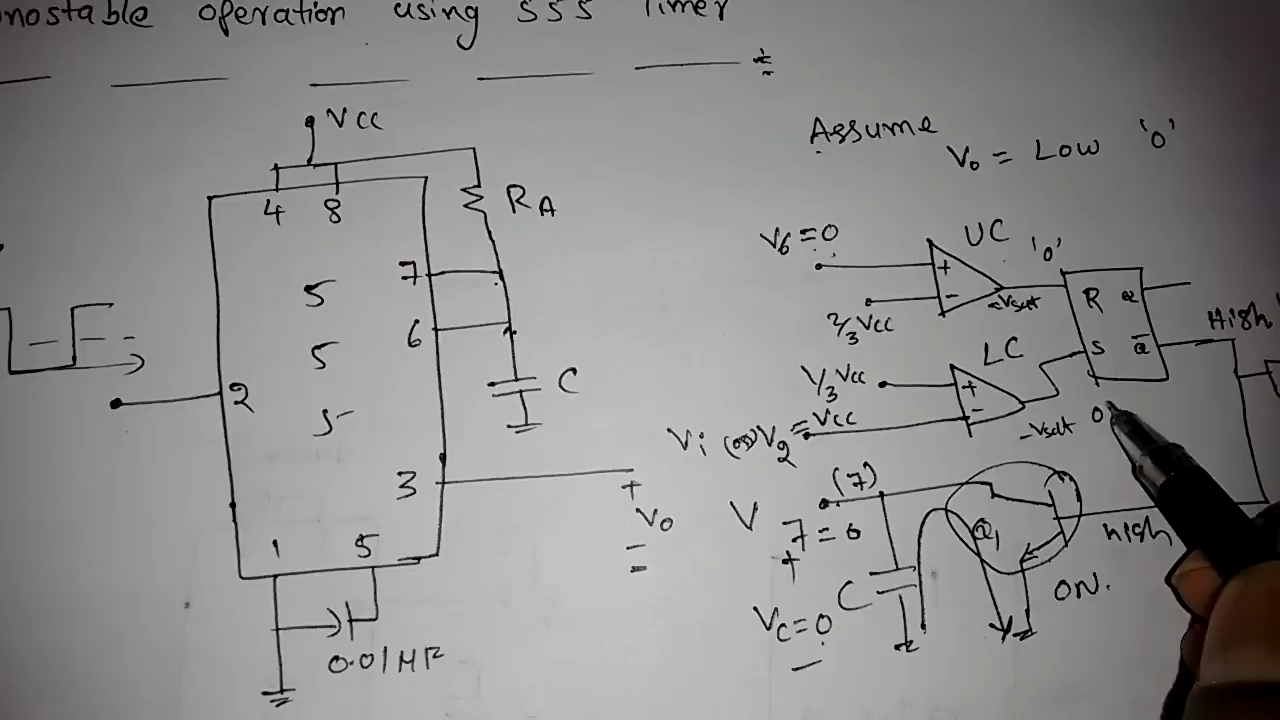 nostable operation using 555 Timer
Vcc
4 8
RA
7
5
6
5
C
2
5
3
+
Vo
-
1 5
0.01MF
Assume
Vo = Low '0'
V6=0
UC '0'
+
-
-Vsat
2/3 Vcc
R Q
S Q̅
High
LC
1/3 Vcc
+
-
Vi (or) V2 = Vcc
-Vsat 0
(7)
V7=0
+
C
Vc=0
-
Q1
high
ON.